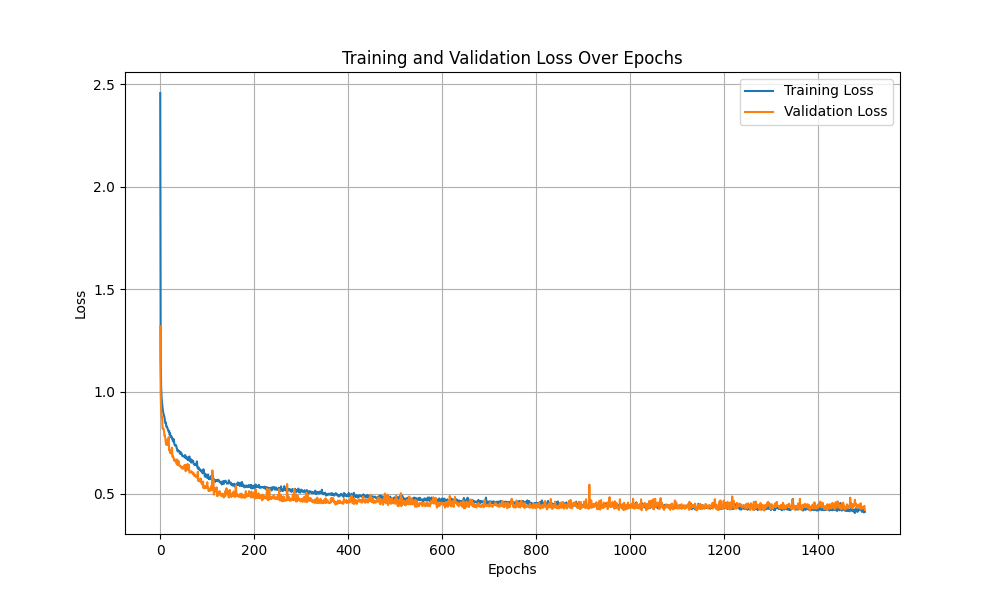 Training and Validation Loss Over Epochs
Training Loss
Validation Loss
2.5
2.0
1.5
1.0
0.5
Loss
0 200 400 600 800 1000 1200 1400
Epochs